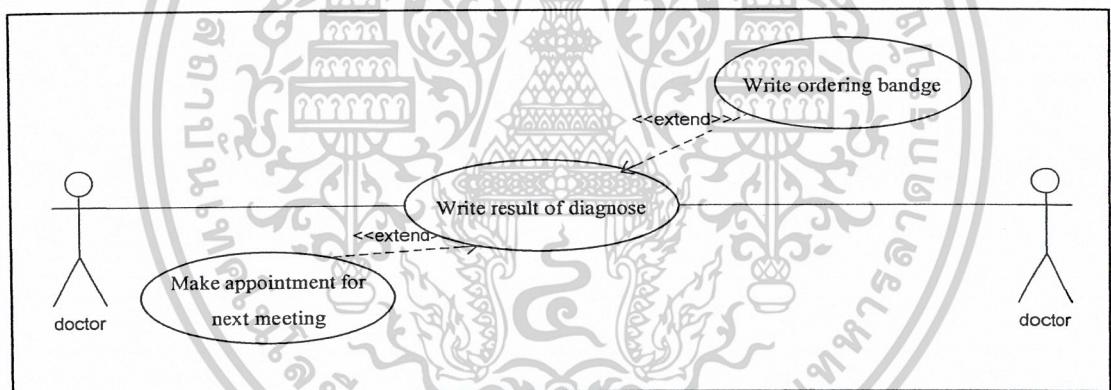 Write ordering bandge
<<extend>>
Write result of diagnose
<<extend>
Make appointment for
next meeting
doctor
doctor